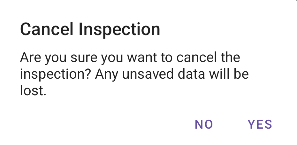 Cancel Inspection
Are you sure you want to cancel the
inspection? Any unsaved data will be
lost.
NO YES